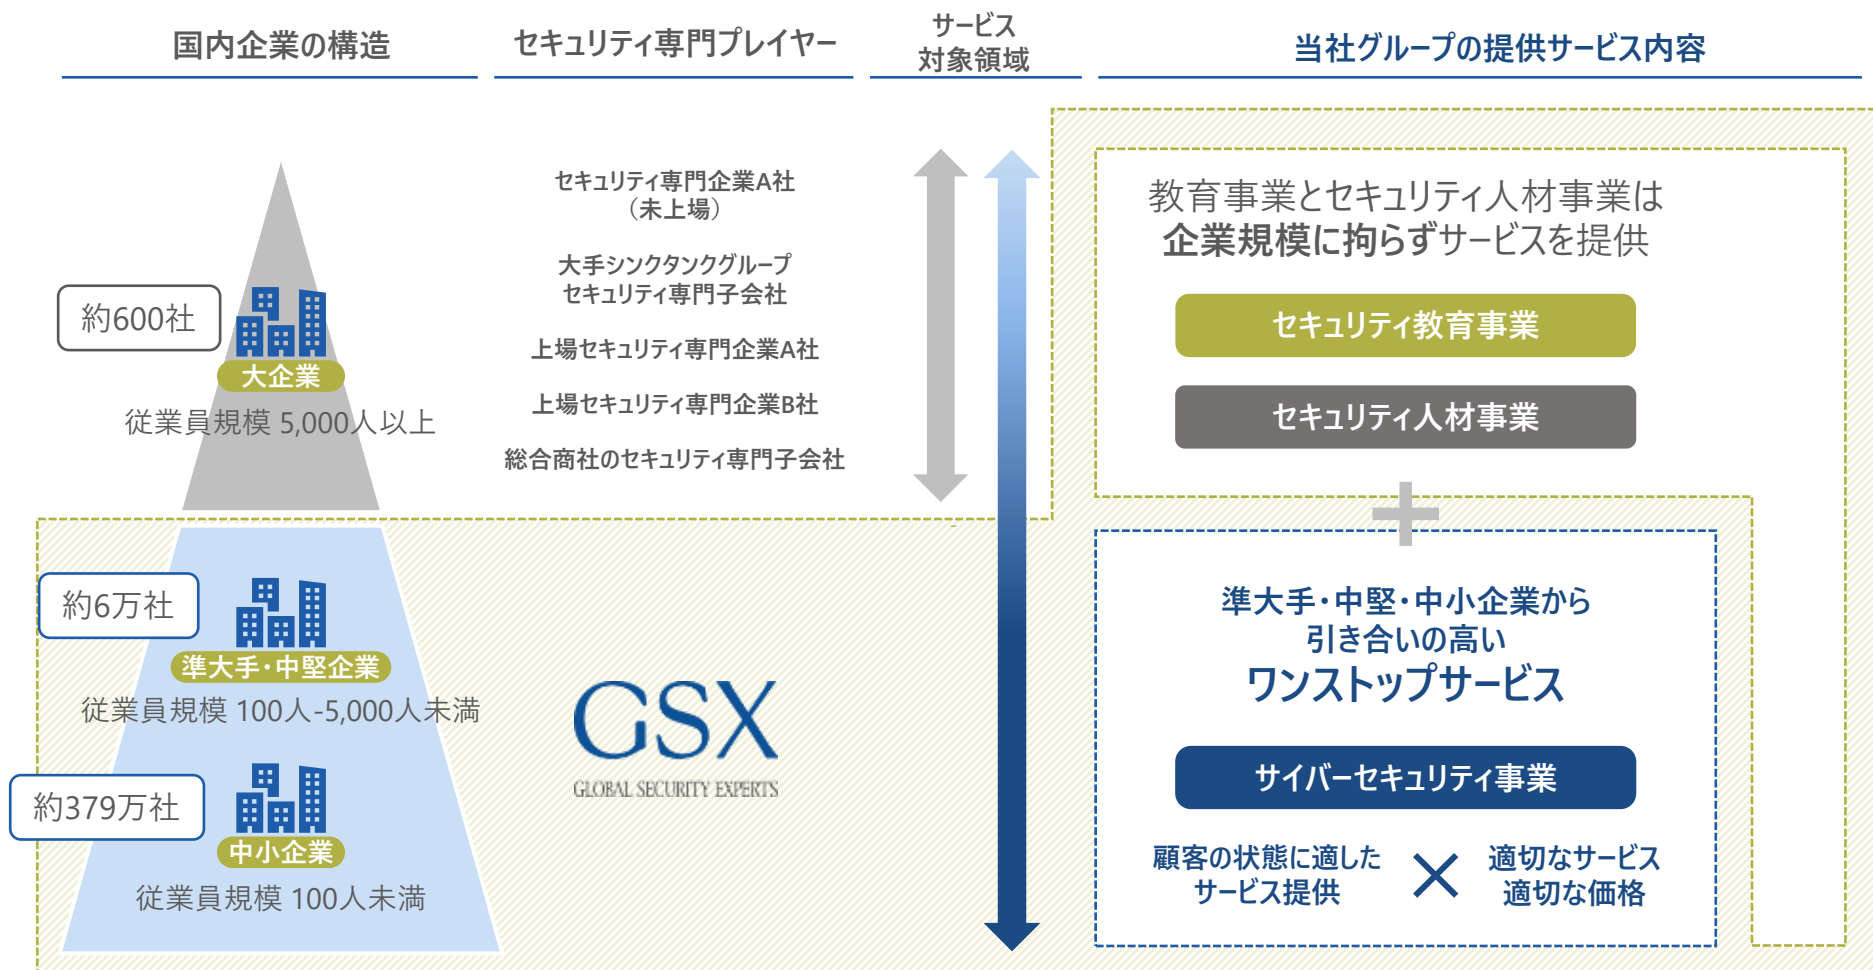 国内企業の構造
セキュリティ専門プレイヤー
サービス
対象領域
当社グループの提供サービス内容
約600社
大企業
従業員規模 5,000人以上
約6万社
準大手・中堅企業
従業員規模 100人-5,000人未満
約379万社
中小企業
従業員規模 100人未満
セキュリティ専門企業A社
（未上場）
大手シンクタンクグループ
セキュリティ専門子会社
上場セキュリティ専門企業A社
上場セキュリティ専門企業B社
総合商社のセキュリティ専門子会社
GSX
GLOBAL SECURITY EXPERTS
教育事業とセキュリティ人材事業は
企業規模に拘らずサービスを提供
セキュリティ教育事業
セキュリティ人材事業
準大手・中堅・中小企業から
引き合いの高い
ワンストップサービス
サイバーセキュリティ事業
顧客の状態に適した
サービス提供
適切なサービス
適切な価格